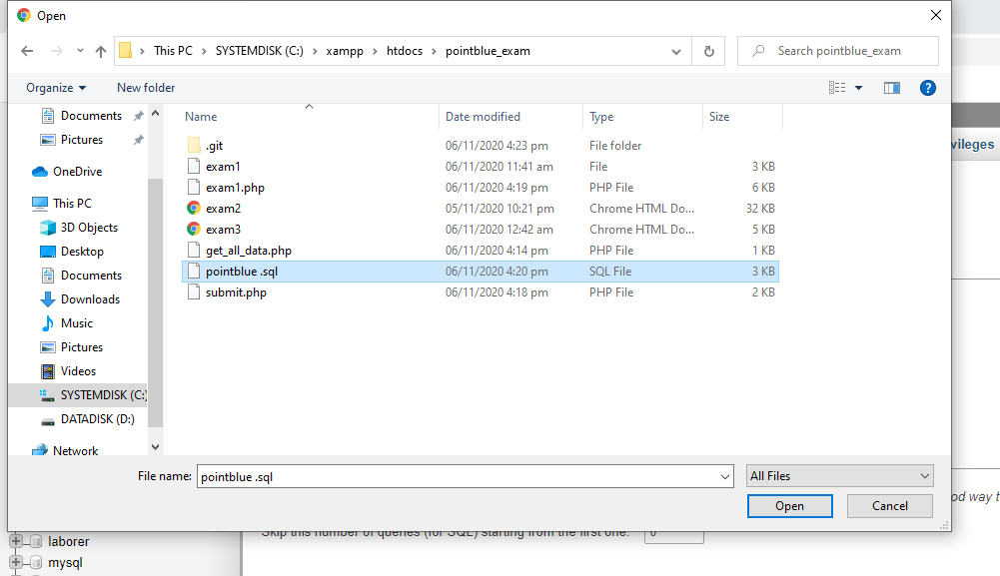 Open
This PC > SYSTEMDISK (C:) > xampp > htdocs > pointblue_exam
Search pointblue_exam
Organize
New folder
Documents
Pictures
OneDrive
This PC
3D Objects
Desktop
Documents
Downloads
Music
Pictures
Videos
SYSTEMDISK (C:)
DATADISK (D:)
Network
Name Date modified Type Size
.git 06/11/2020 4:23 pm File folder
exam1 06/11/2020 11:41 am File 3 KB
exam1.php 06/11/2020 4:19 pm PHP File 6 KB
exam2 05/11/2020 10:21 pm Chrome HTML Do... 32 KB
exam3 06/11/2020 12:42 am Chrome HTML Do... 5 KB
get_all_data.php 06/11/2020 4:14 pm PHP File 1 KB
pointblue .sql 06/11/2020 4:20 pm SQL File 3 KB
submit.php 06/11/2020 4:18 pm PHP File 2 KB
File name: pointblue .sql
All Files
Open
Cancel
vileges
od way t
Skip this number of queries (for SQL) starting from the first one: 0
laborer
mysql